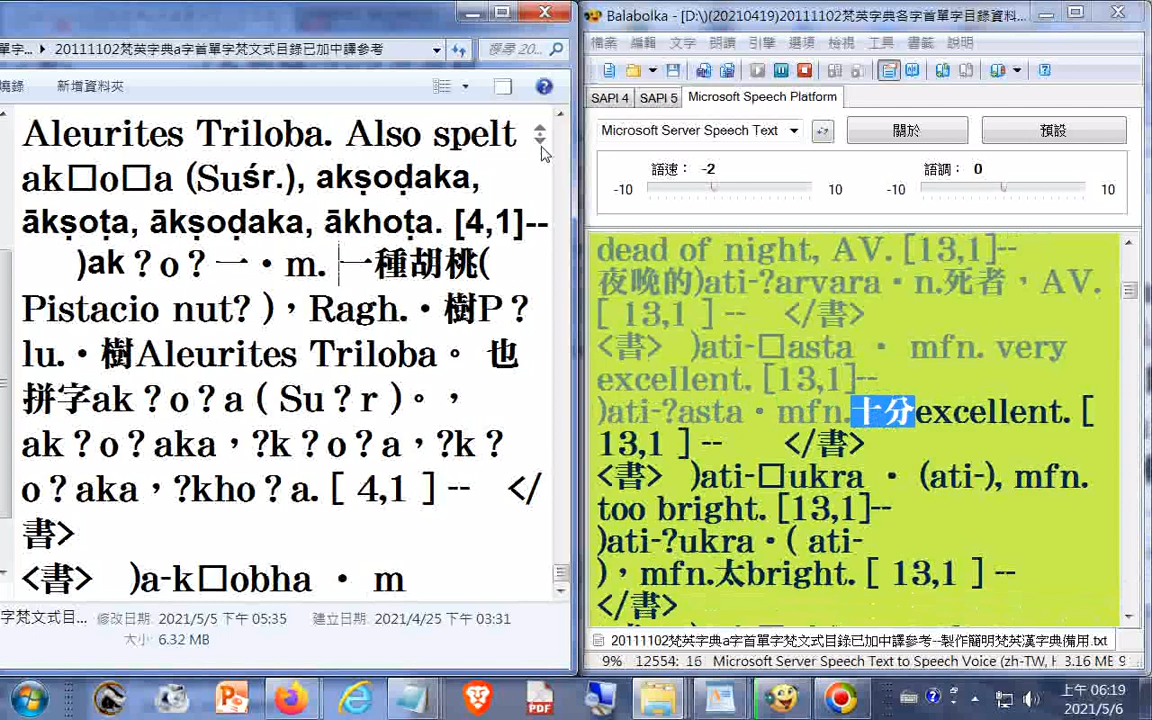 單字... ▸ 20111102梵英字典a字首單字梵文式目錄已加中譯參考
搜尋 20...
燒錄 新增資料夾
Aleurites Triloba. Also spelt
ak□o□a (Suśr.), akṣoḍaka,
ākṣoṭa, ākṣoḍaka, ākhoṭa. [4,1]--
)ak？o？一・m. 一種胡桃(
Pistacio nut? )，Ragh.・樹P？
lu.・樹Aleurites Triloba。 也
拼字ak？o？a ( Su？r )。，
ak？o？aka，?k？o？a，?k？
o？aka，?kho？a. [ 4,1 ] -- </
書>
<書> )a-k□obha ・ m
字梵文式目... 修改日期: 2021/5/5 下午 05:35 建立日期: 2021/4/25 下午 03:31
大小: 6.32 MB
Balabolka - [D:\)(20210419)20111102梵英字典各字首單字目錄資料...
檔案 編輯 文字 朗讀 引擎 選項 檢視 工具 書籤 說明
SAPI 4 SAPI 5 Microsoft Speech Platform
Microsoft Server Speech Text 關於 預設
語速： -2 語調： 0
-10 10 -10 10
dead of night, AV. [13,1]--
夜晚的)ati-?arvara・n.死者，AV.
[ 13,1 ] -- </書>
<書> )ati-□asta ・ mfn. very
excellent. [13,1]--
)ati-?asta・mfn.十分excellent. [
13,1 ] -- </書>
<書> )ati-□ukra ・ (ati-), mfn.
too bright. [13,1]--
)ati-?ukra・( ati-
)，mfn.太bright. [ 13,1 ] --
</書>
20111102梵英字典a字首單字梵文式目錄已加中譯參考--製作簡明梵英漢字典備用.txt
9% 12554: 16 Microsoft Server Speech Text to Speech Voice (zh-TW, H 3.16 ME 9
PDF
上午 06:19
2021/5/6